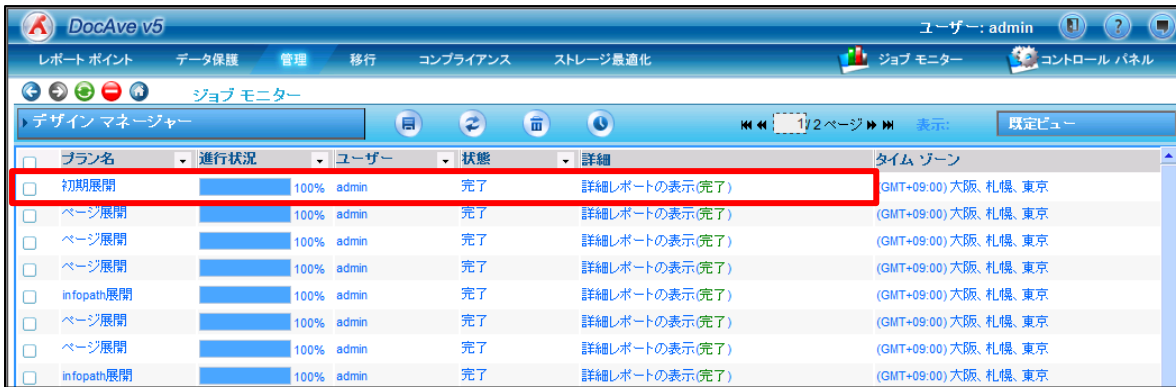 DocAve v5 ユーザー: admin
レポート ポイント データ保護 管理 移行 コンプライアンス ストレージ最適化 ジョブ モニター コントロール パネル
ジョブ モニター
デザイン マネージャー 1/ 2 ページ 表示: 既定ビュー
プラン名 進行状況 ユーザー 状態 詳細 タイム ゾーン
初期展開 100% admin 完了 詳細レポートの表示(完了) (GMT+09:00) 大阪、札幌、東京
ページ展開 100% admin 完了 詳細レポートの表示(完了) (GMT+09:00) 大阪、札幌、東京
ページ展開 100% admin 完了 詳細レポートの表示(完了) (GMT+09:00) 大阪、札幌、東京
ページ展開 100% admin 完了 詳細レポートの表示(完了) (GMT+09:00) 大阪、札幌、東京
infopath展開 100% admin 完了 詳細レポートの表示(完了) (GMT+09:00) 大阪、札幌、東京
ページ展開 100% admin 完了 詳細レポートの表示(完了) (GMT+09:00) 大阪、札幌、東京
ページ展開 100% admin 完了 詳細レポートの表示(完了) (GMT+09:00) 大阪、札幌、東京
infopath展開 100% admin 完了 詳細レポートの表示(完了) (GMT+09:00) 大阪、札幌、東京